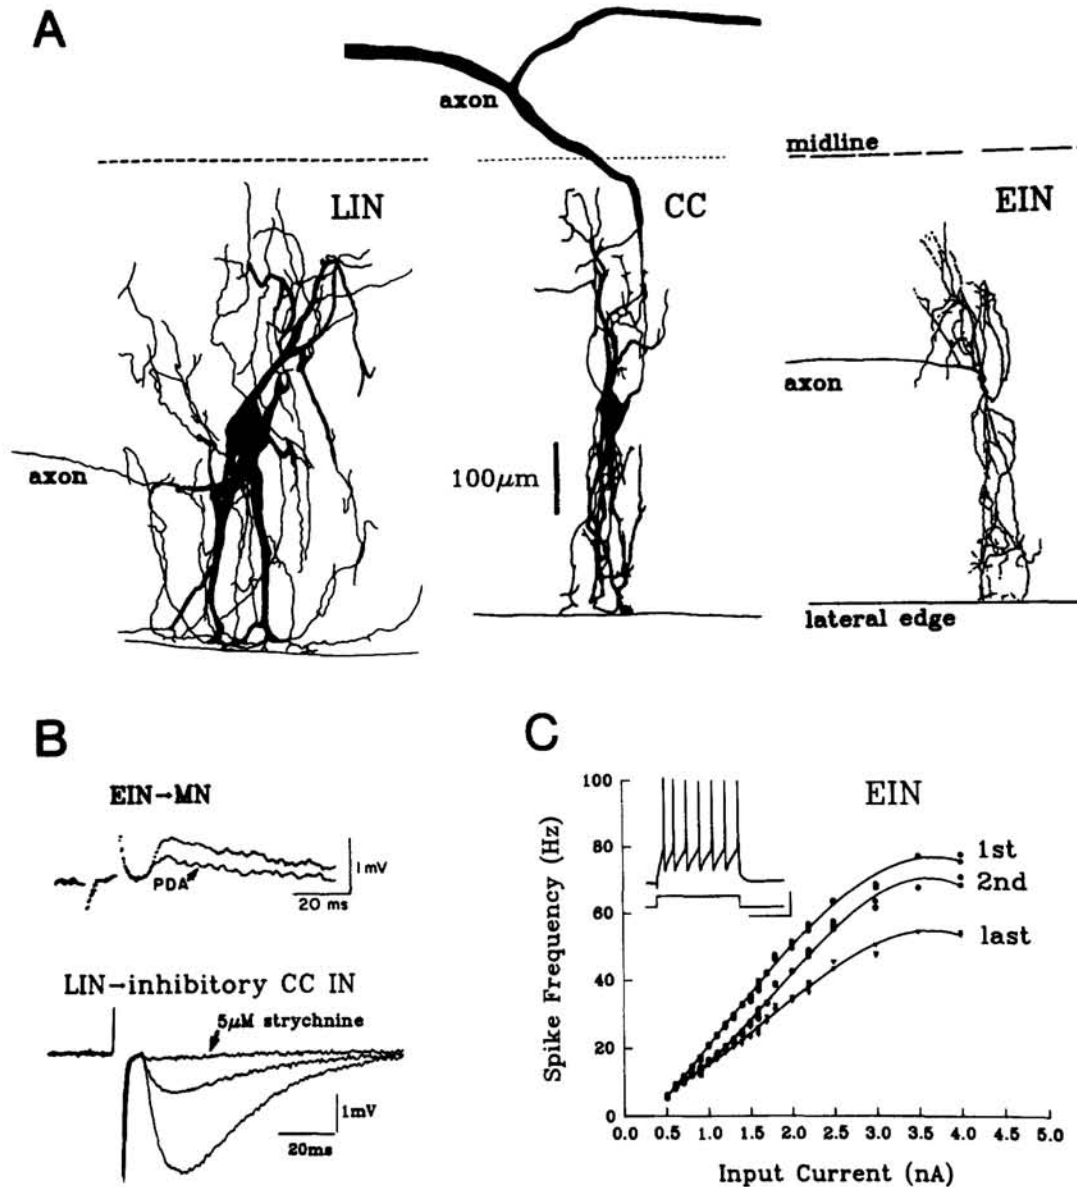 A
axon
midline
LIN
CC
EIN
axon
axon
100μm
lateral edge
B
EIN→MN
PDA
1mV
20 ms
LIN→inhibitory CC IN
5μM strychnine
1mV
20ms
C
EIN
Spike Frequency (Hz)
100
80
60
40
20
0
1st
2nd
last
0.0 0.5 1.0 1.5 2.0 2.5 3.0 3.5 4.0 4.5 5.0
Input Current (nA)